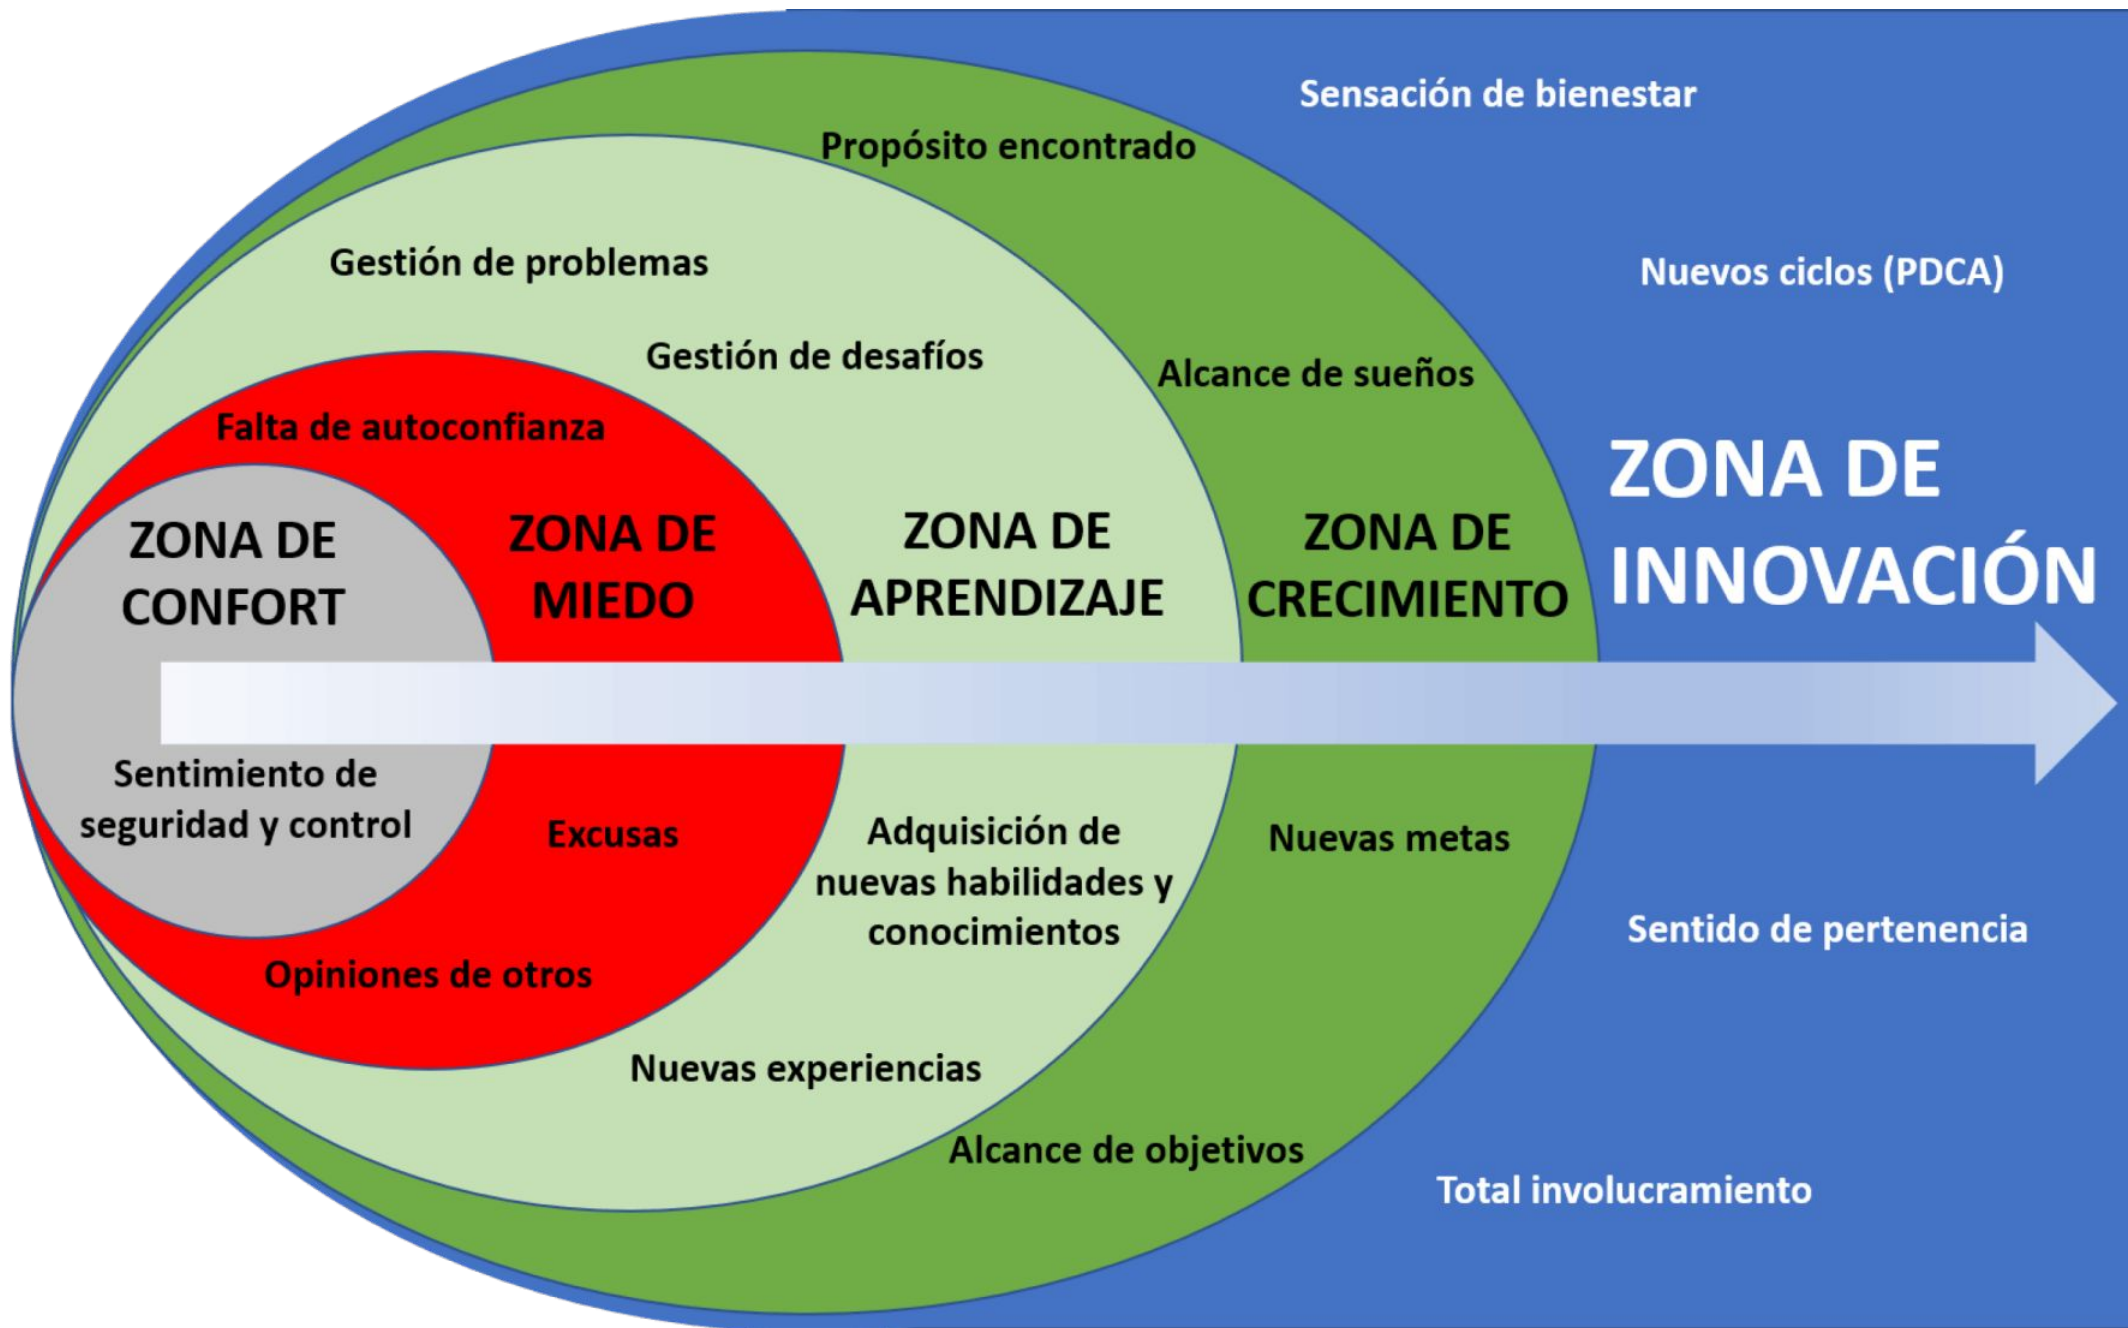 Sensación de bienestar
Propósito encontrado
Nuevos ciclos (PDCA)
Gestión de problemas
Gestión de desafíos
Alcance de sueños
Falta de autoconfianza
ZONA DE
CONFORT
ZONA DE
MIEDO
ZONA DE
APRENDIZAJE
ZONA DE
CRECIMIENTO
ZONA DE
INNOVACIÓN
Sentimiento de
seguridad y control
Excusas
Adquisición de
nuevas habilidades y
conocimientos
Nuevas metas
Sentido de pertenencia
Opiniones de otros
Nuevas experiencias
Alcance de objetivos
Total involucramiento